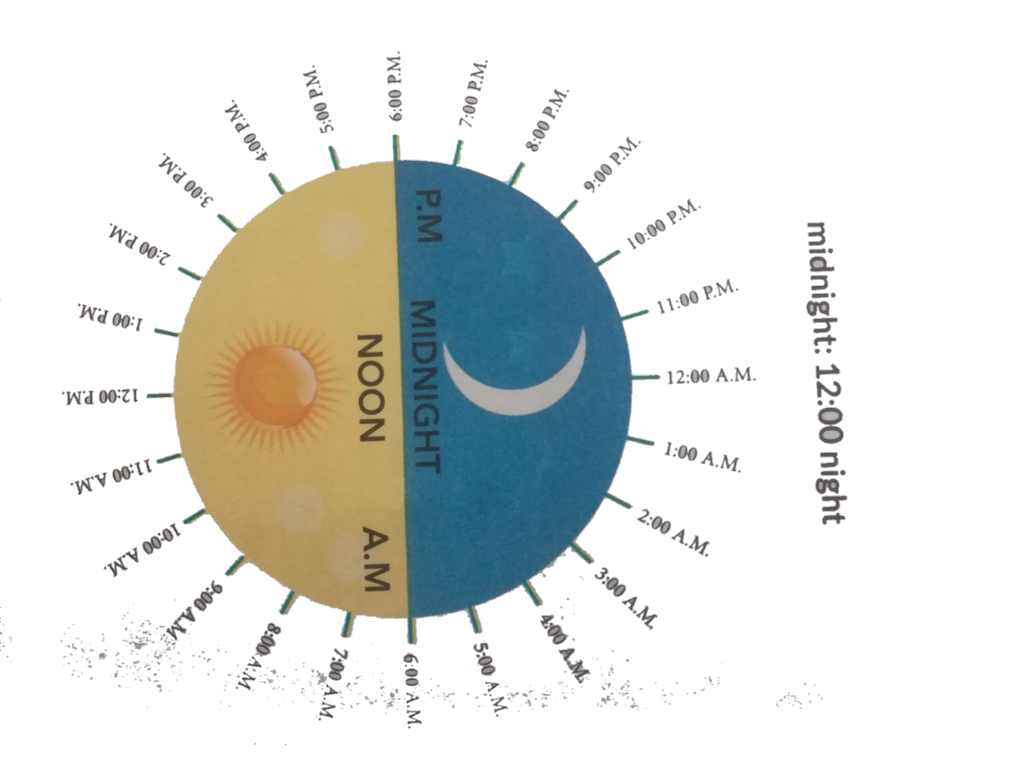 midnight: 12:00 night
12:00 A.M.
1:00 A.M.
2:00 A.M.
3:00 A.M.
4:00 A.M.
5:00 A.M.
6:00 A.M.
7:00 A.M.
8:00 A.M.
9:00 A.M
10:00 A.M.
11:00 A.M.
12:00 P.M.
1:00 P.M.
2:00 P.M.
3:00 P.M.
4:00 P.M.
5:00 P.M.
6:00 P.M.
7:00 P.M.
8:00 P.M.
9:00 P.M.
10:00 P.M.
11:00 P.M.
P.M MIDNIGHT
NOON A.M